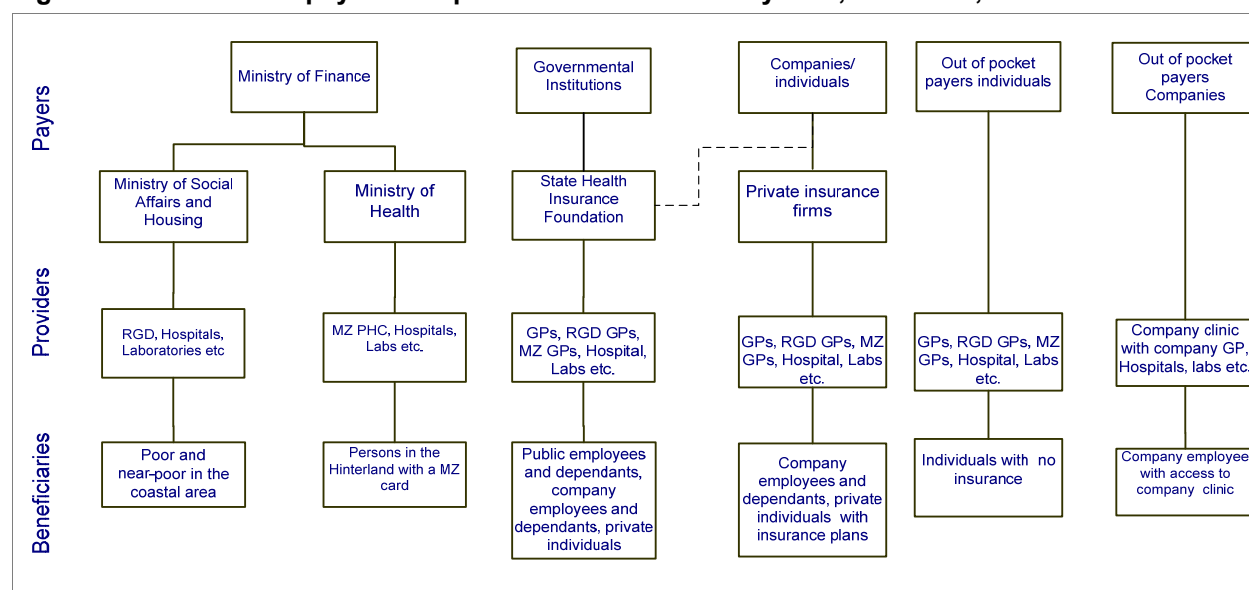 Payers
Ministry of Finance
Governmental
Institutions
Companies/
individuals
Out of pocket
payers individuals
Out of pocket
payers
Companies
Ministry of Social
Affairs and
Housing
Ministry of
Health
State Health
Insurance
Foundation
Private insurance
firms
Providers
RGD, Hospitals,
Laboratories etc
MZ PHC, Hospitals,
Labs etc.
GPs, RGD GPs,
MZ GPs, Hospital,
Labs etc.
GPs, RGD GPs, MZ
GPs, Hospital, Labs
etc.
GPs, RGD GPs, MZ
GPs, Hospital, Labs
etc.
Company clinic
with company GP,
Hospitals, labs etc.
Beneficiaries
Poor and
near-poor in the
coastal area
Persons in the
Hinterland with a MZ
card
Public employees
and dependants,
company
employees and
dependants, private
individuals
Company
employees and
dependants, private
individuals with
insurance plans
Individuals with no
insurance
Company employee
with access to
company clinic